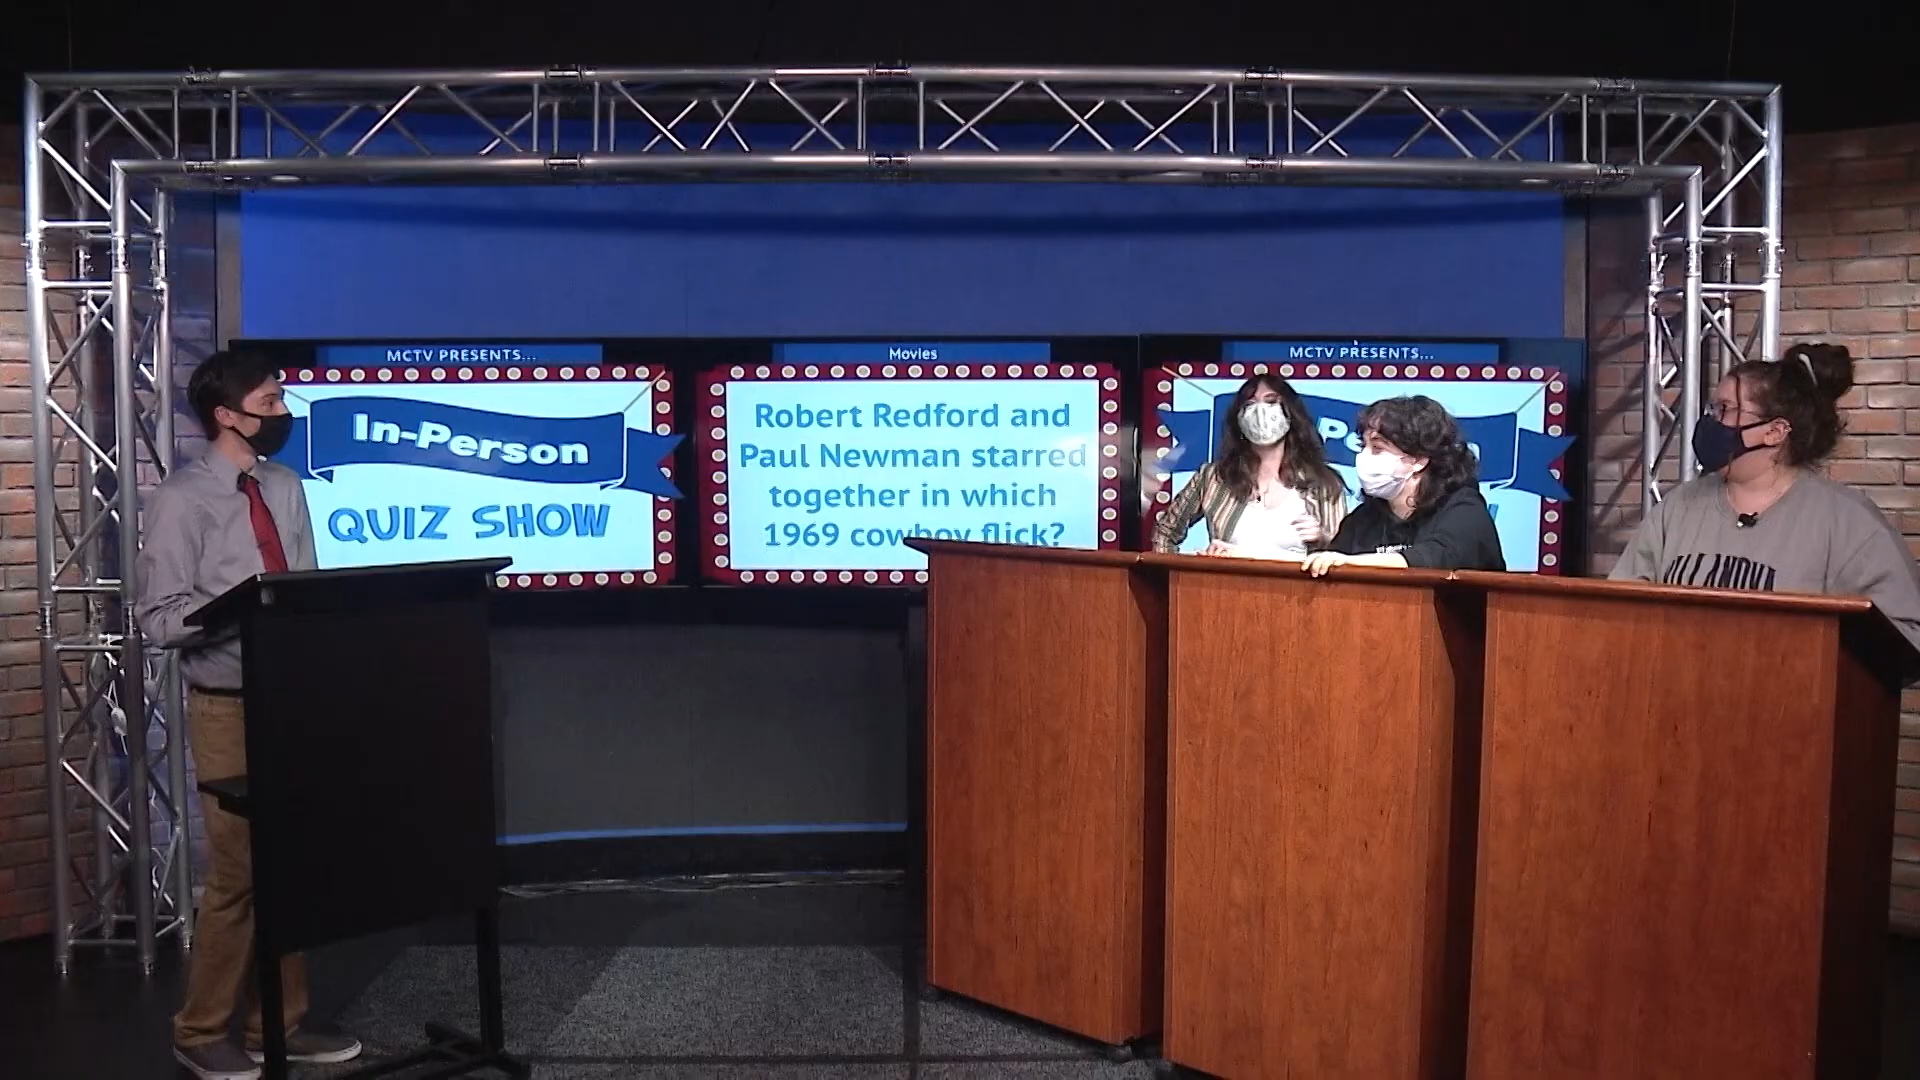 MCTV PRESENTS...
In-Person
QUIZ SHOW
Movies
Robert Redford and
Paul Newman starred
together in which
1969 cowboy flick?
MCTV PRESENTS...